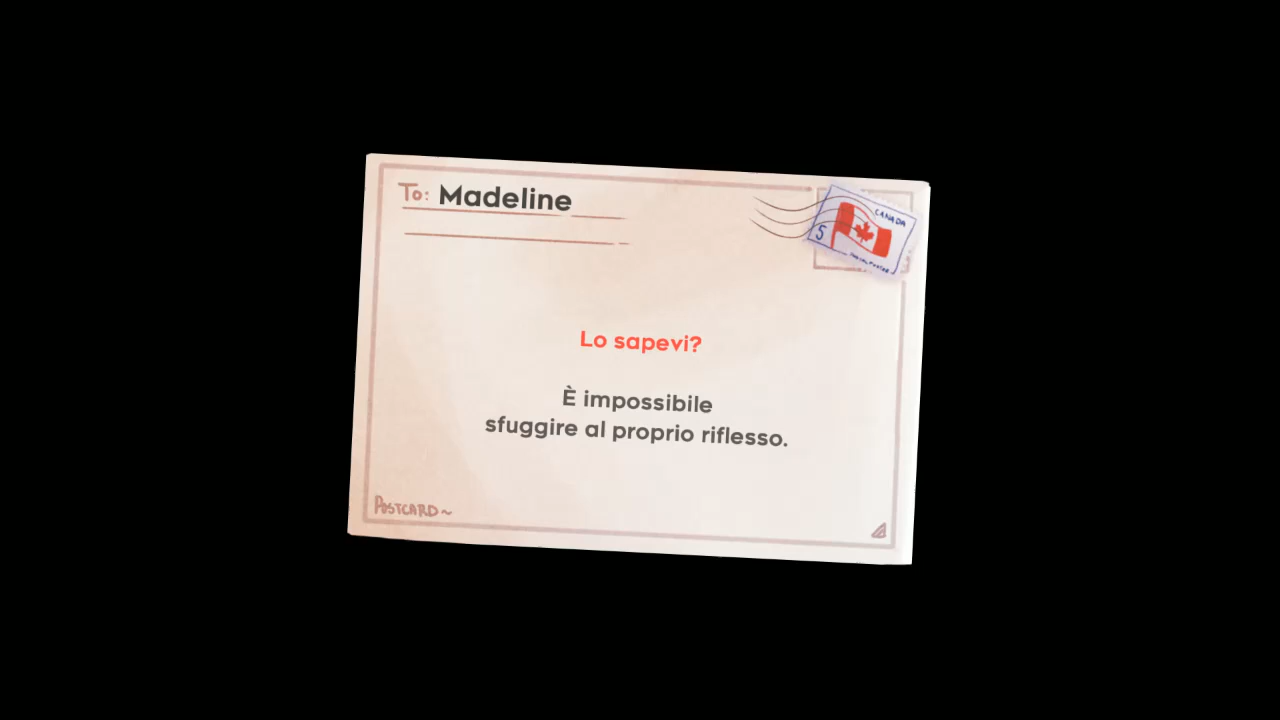 To: Madeline
CANADA
5
Lo sapevi?
È impossibile
sfuggire al proprio riflesso.
POSTCARD~